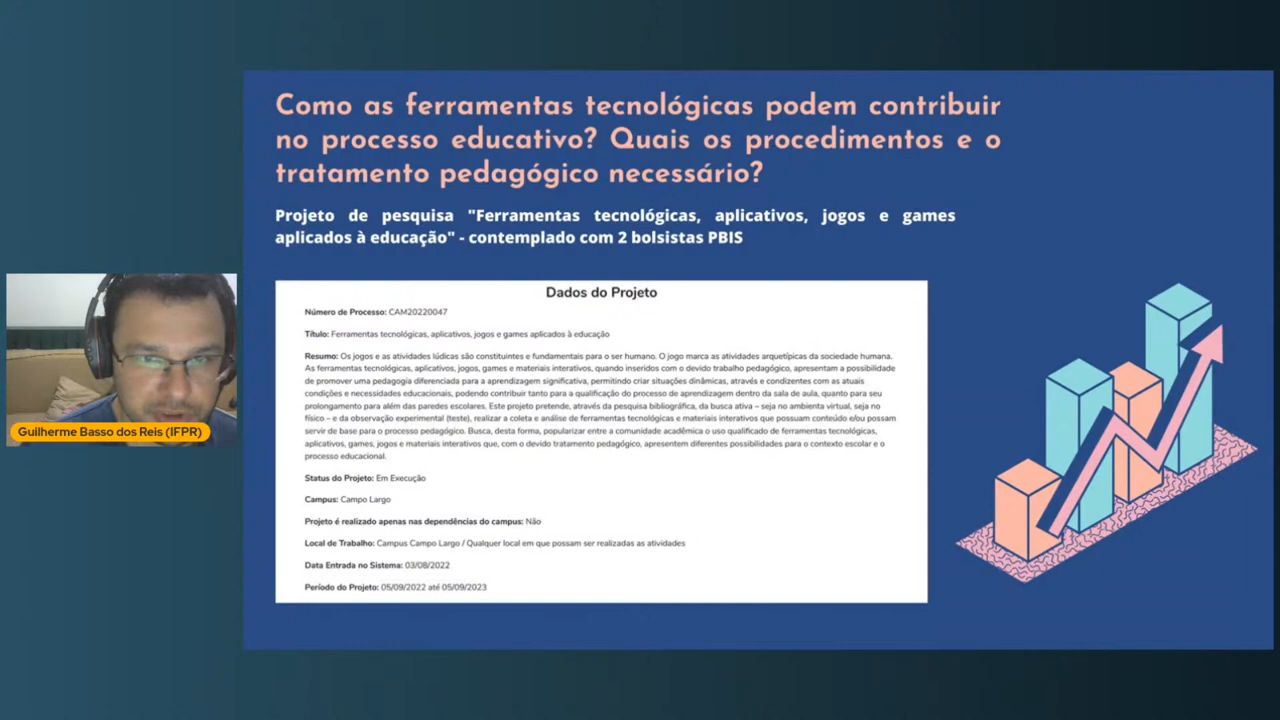 Como as ferramentas tecnológicas podem contribuir
no processo educativo? Quais os procedimentos e o
tratamento pedagógico necessário?
Projeto de pesquisa "Ferramentas tecnológicas, aplicativos, jogos e games
aplicados à educação" - contemplado com 2 bolsistas PBIS
Dados do Projeto
Número de Processo: CAM20220047
Título: Ferramentas tecnológicas, aplicativos, jogos e games aplicados à educação
Resumo: Os jogos e as atividades lúdicas são constituintes e fundamentais para o ser humano. O jogo marca as atividades arquetípicas da sociedade humana.
As ferramentas tecnológicas, aplicativos, jogos, games e materiais interativos, quando inseridos com o devido trabalho pedagógico, apresentam a possibilidade
de promover uma pedagogia diferenciada para a aprendizagem significativa, permitindo criar situações dinâmicas, através e condizentes com as atuais
condições e necessidades educacionais, podendo contribuir tanto para a qualificação do processo de aprendizagem dentro da sala de aula, quanto para seu
prolongamento para além das paredes escolares. Este projeto pretende, através da pesquisa bibliográfica, da busca ativa – seja no ambienta virtual, seja no
físico – e da observação experimental (teste), realizar a coleta e análise de ferramentas tecnológicas e materiais interativos que possuam conteúdo e/ou possam
servir de base para o processo pedagógico. Busca, desta forma, popularizar entre a comunidade acadêmica o uso qualificado de ferramentas tecnológicas,
aplicativos, games, jogos e materiais interativos que, com o devido tratamento pedagógico, apresentem diferentes possibilidades para o contexto escolar e o
processo educacional.
Status do Projeto: Em Execução
Campus: Campo Largo
Projeto é realizado apenas nas dependências do campus: Não
Local de Trabalho: Campus Campo Largo / Qualquer local em que possam ser realizadas as atividades
Data Entrada no Sistema: 03/08/2022
Período do Projeto: 05/09/2022 até 05/09/2023
Guilherme Basso dos Reis (IFPR)